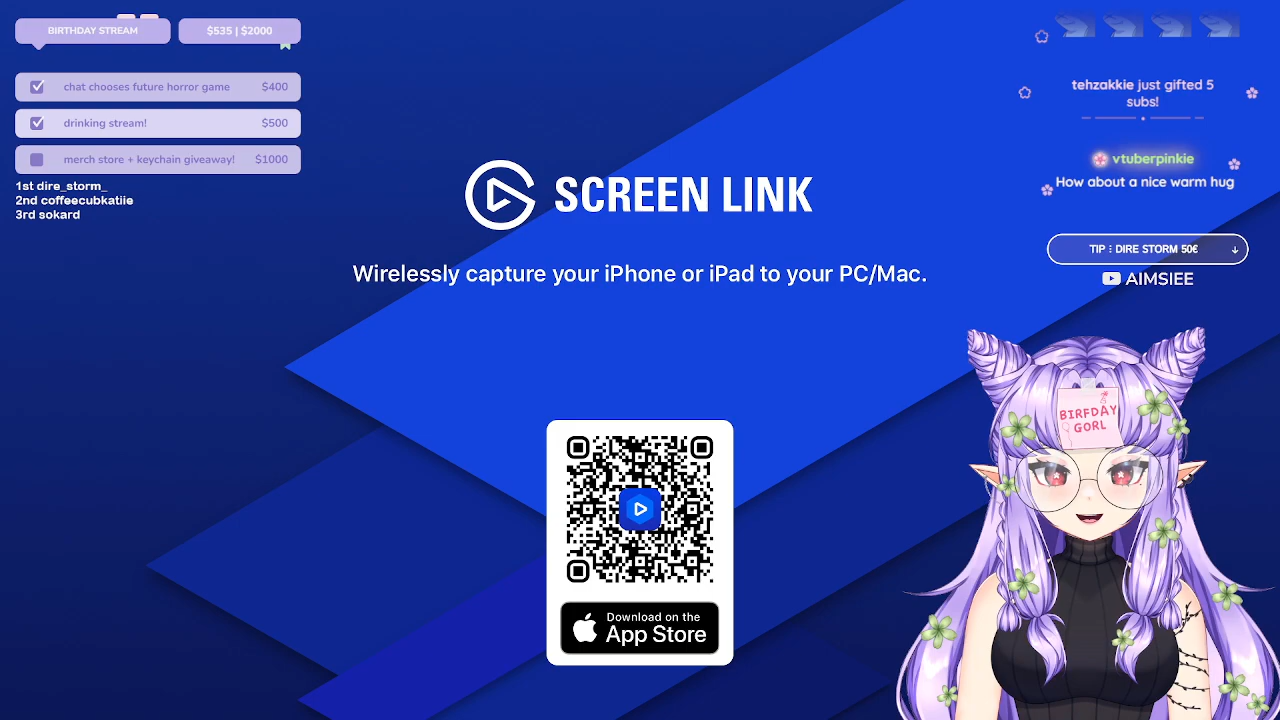 BIRTHDAY STREAM
$535 | $2000
chat chooses future horror game $400
drinking stream! $500
merch store + keychain giveaway! $1000
1st dire_storm_
2nd coffeecubkatiie
3rd sokard
SCREEN LINK
Wirelessly capture your iPhone or iPad to your PC/Mac.
Download on the
App Store
tehzakkie just gifted 5
subs!
vtuberpinkie
How about a nice warm hug
TIP : DIRE STORM 50€
AIMSIEE
BIRFDAY
GORL